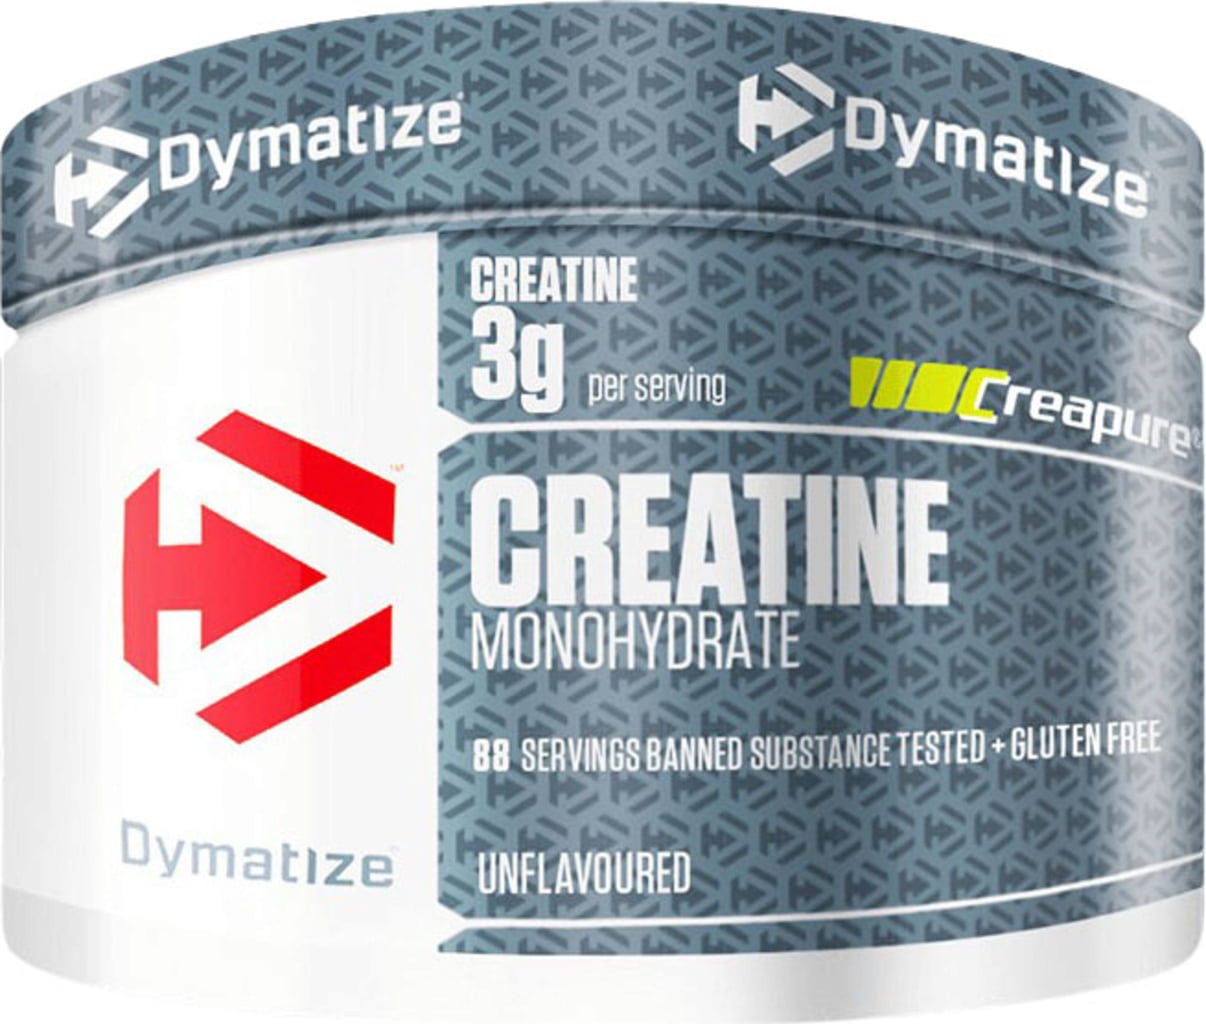 Dymatize
Dymatize
CREATINE
3g per serving
Creapure®
CREATINE
MONOHYDRATE
88 SERVINGS BANNED SUBSTANCE TESTED + GLUTEN FREE
Dymatize
UNFLAVOURED